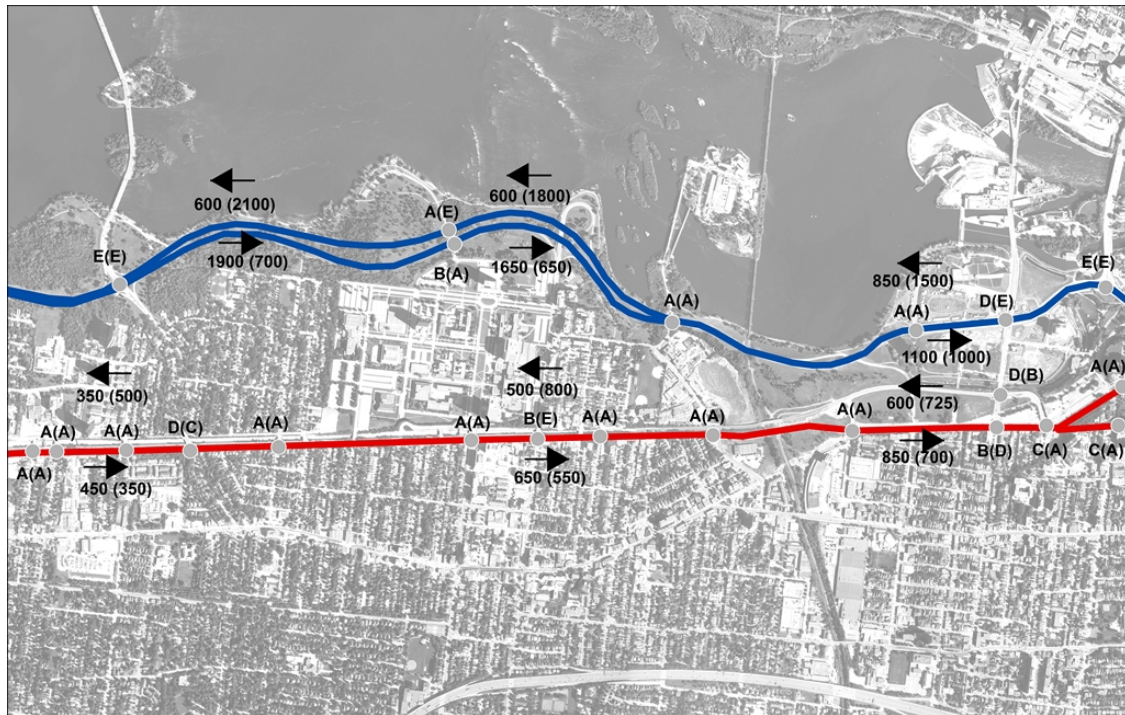 600 (1800)
600 (2100)
A(E)
1900 (700)
1650 (650)
B(A)
E(E)
E(E)
850 (1500)
A(A)
A(A)
D(E)
1100 (1000)
350 (500)
500 (800)
A(A)
600 (725)
D(B)
A(A)
A(A)
D(C)
A(A)
A(A)
B(E)
A(A)
A(A)
A(A)
A(A)
450 (350)
650 (550)
850 (700)
B(D)
C(A)
C(A)